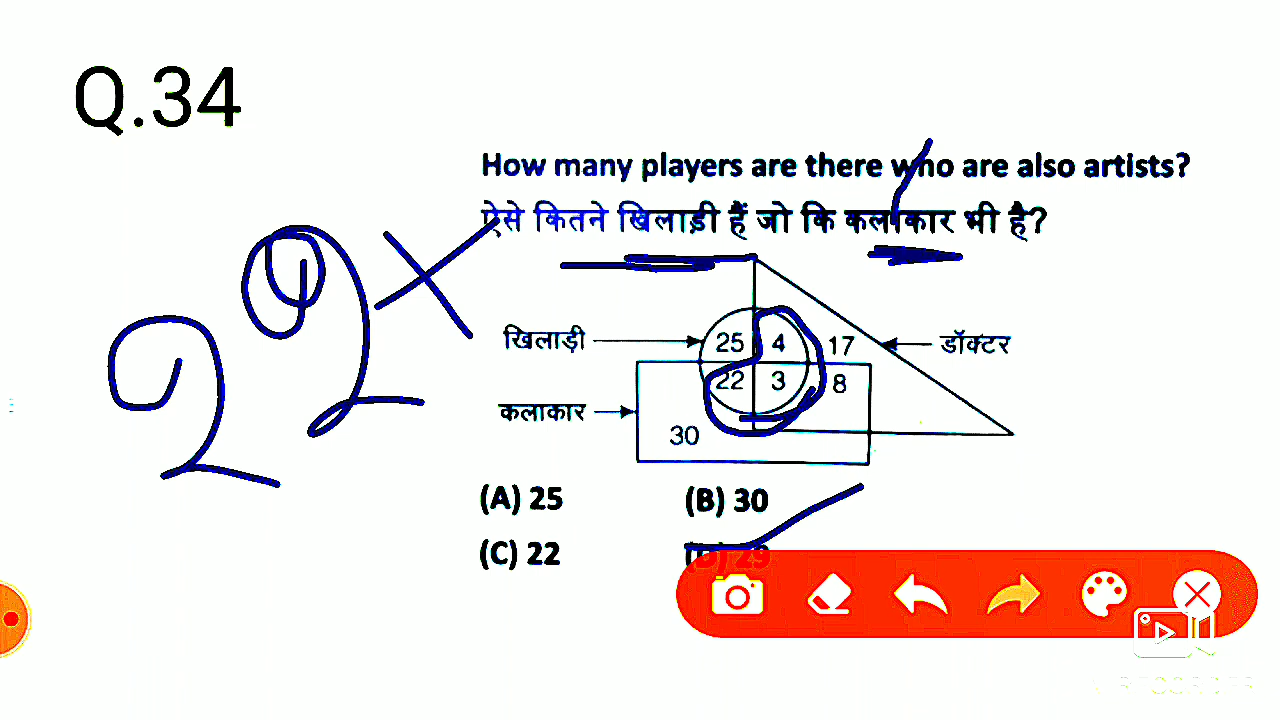 Q.34
How many players are there who are also artists?
ऐसे कितने खिलाड़ी हैं जो कि कलाकार भी है?
22
खिलाड़ी
25 4 17
डॉक्टर
22 3 8
कलाकार
30
(A) 25 (B) 30
(C) 22 (D) 29